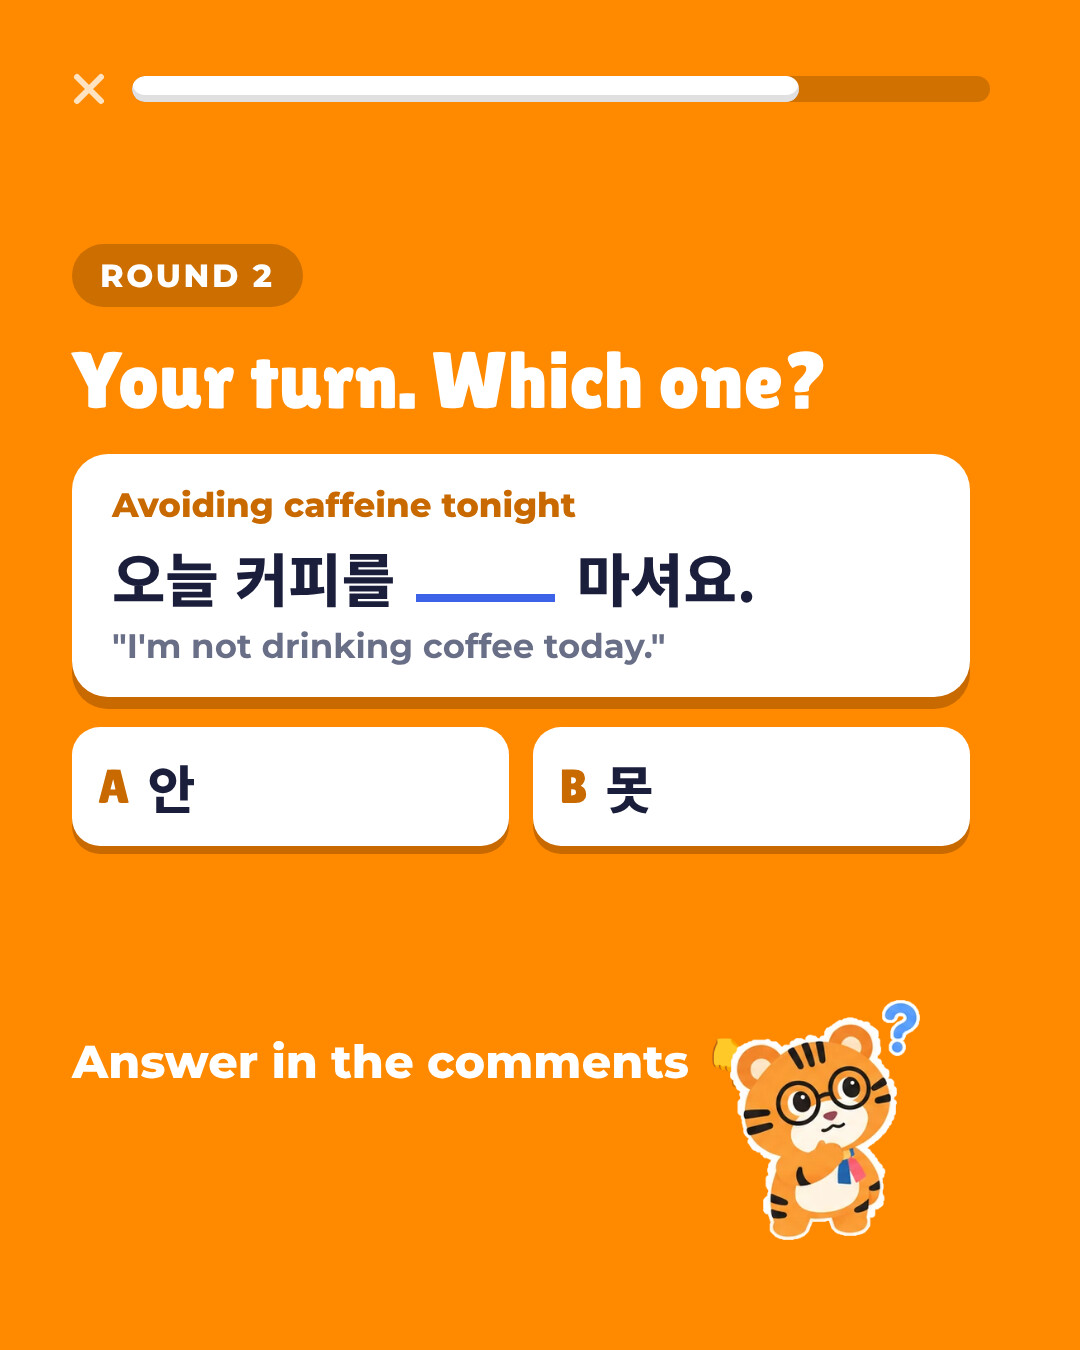 ROUND 2
Your turn. Which one?
Avoiding caffeine tonight
오늘 커피를 ____ 마셔요.
"I'm not drinking coffee today."
A 안
B 못
?
Answer in the comments